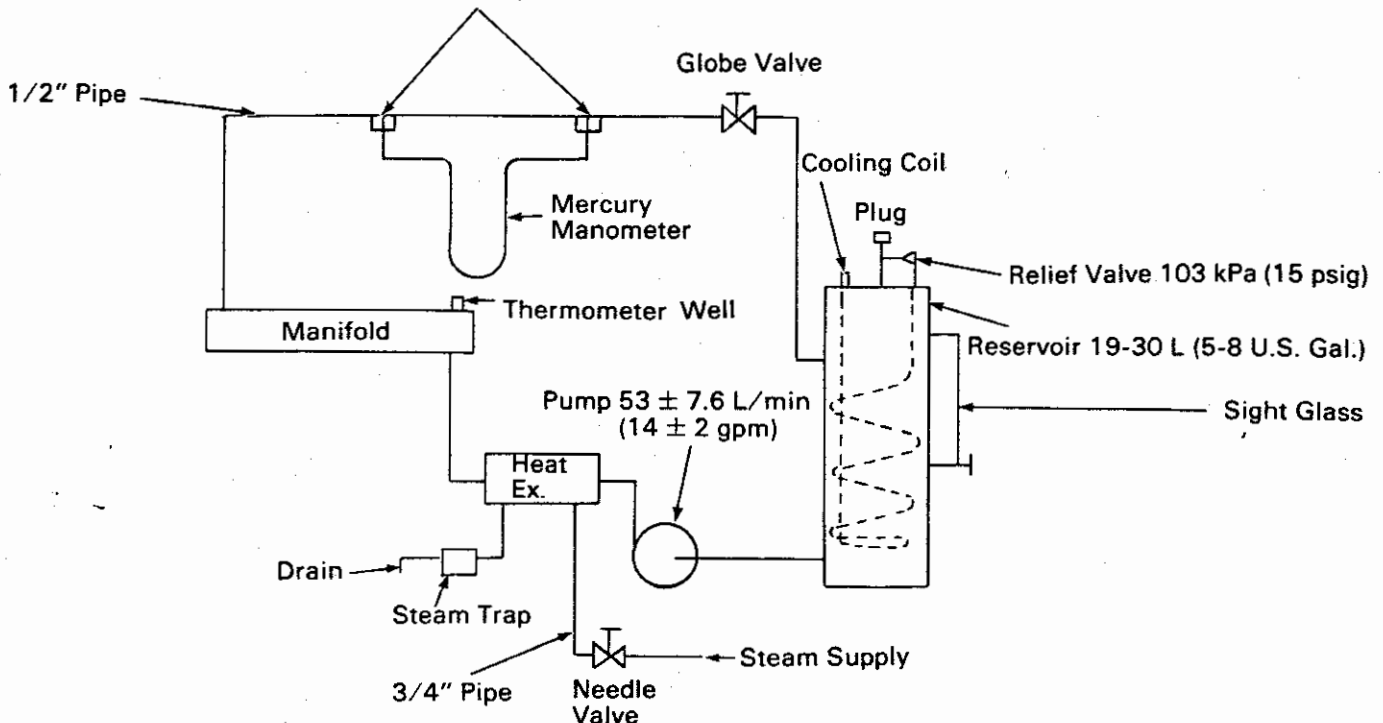 Globe Valve
1/2" Pipe
Cooling Coil
Plug
Mercury
Manometer
Relief Valve 103 kPa (15 psig)
Thermometer Well
Manifold
Reservoir 19-30 L (5-8 U.S. Gal.)
Pump 53 ± 7.6 L/min
(14 ± 2 gpm)
Sight Glass
Heat
Ex.
Drain
Steam Trap
Steam Supply
3/4" Pipe
Needle
Valve